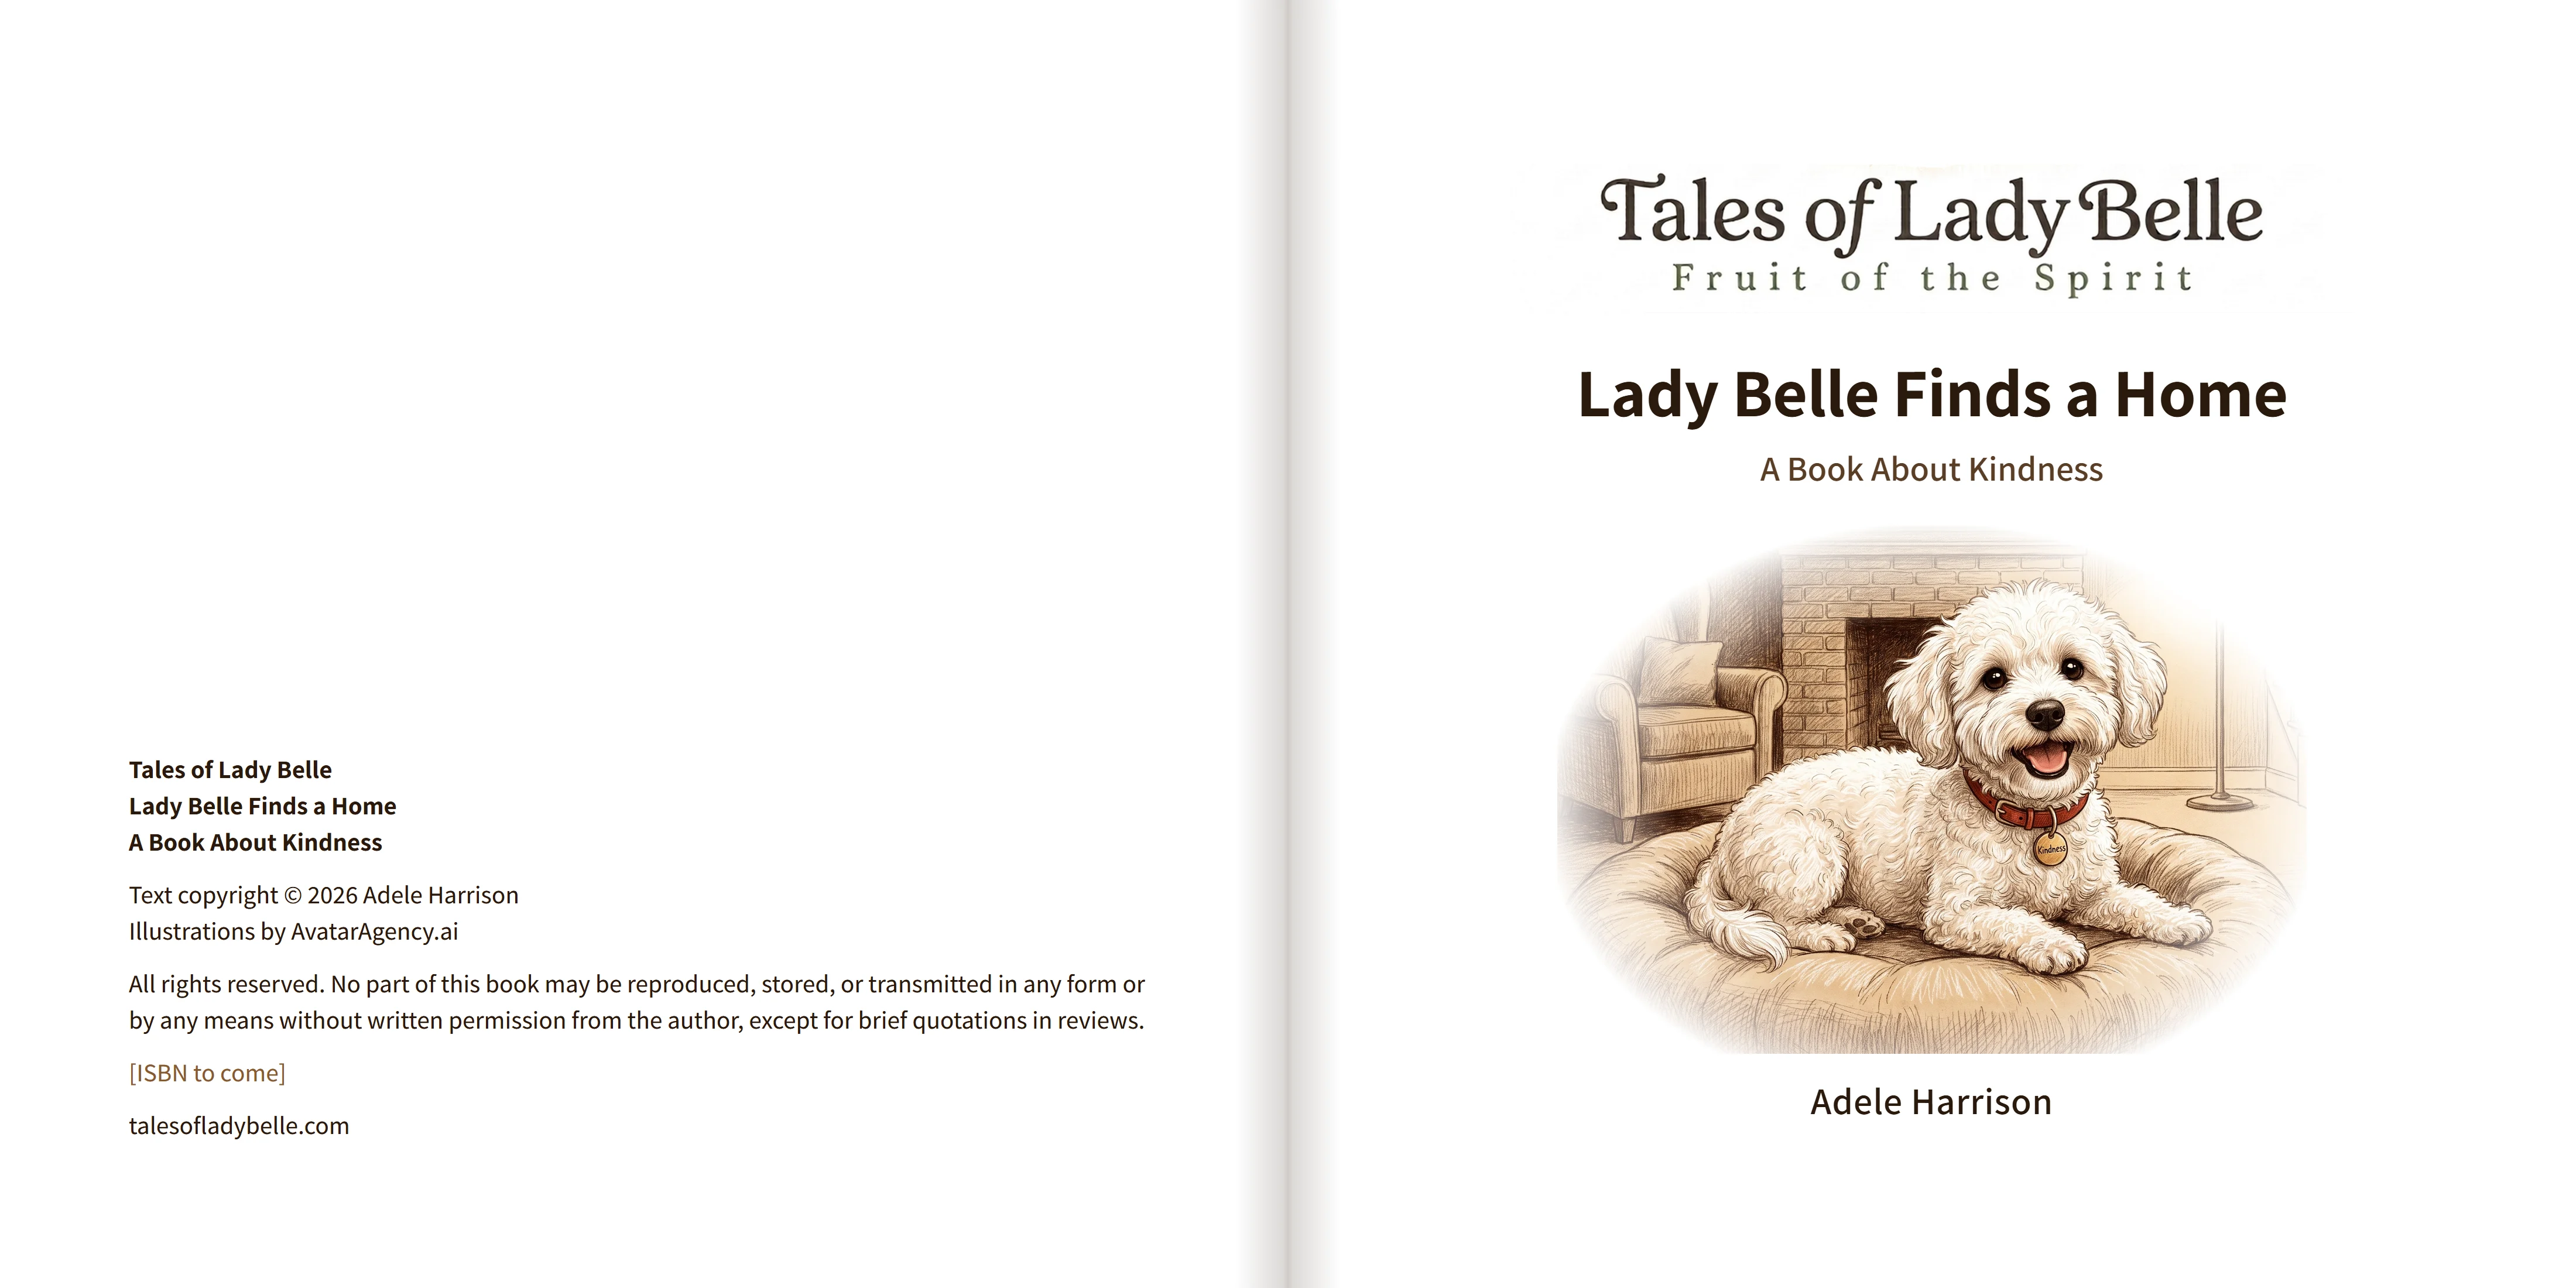 Tales of Lady Belle
Lady Belle Finds a Home
A Book About Kindness
Text copyright © 2026 Adele Harrison
Illustrations by AvatarAgency.ai
All rights reserved. No part of this book may be reproduced, stored, or transmitted in any form or
by any means without written permission from the author, except for brief quotations in reviews.
[ISBN to come]
talesofladybelle.com
Tales of Lady Belle
Fruit of the Spirit
Lady Belle Finds a Home
A Book About Kindness
Kindness
Adele Harrison